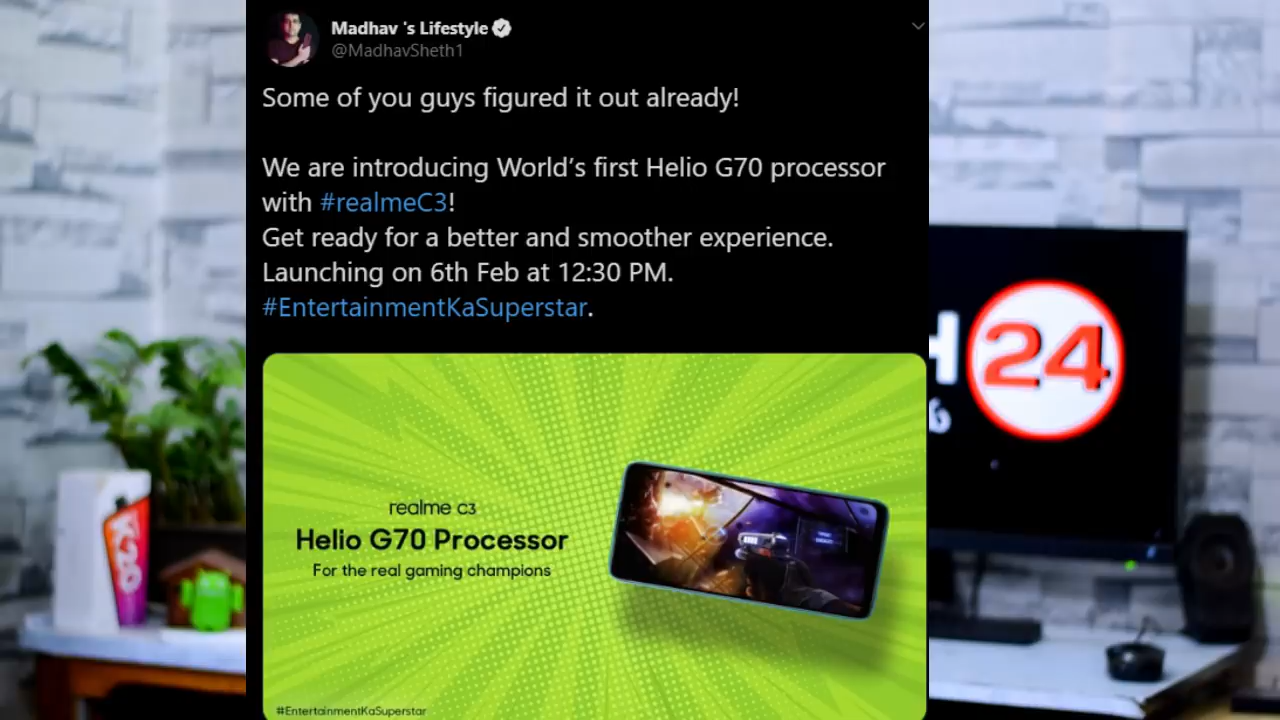 Madhav 's Lifestyle
@MadhavSheth1
Some of you guys figured it out already!
We are introducing World’s first Helio G70 processor
with #realmeC3!
Get ready for a better and smoother experience.
Launching on 6th Feb at 12:30 PM.
#EntertainmentKaSuperstar.
realme C3
Helio G70 Processor
For the real gaming champions
#EntertainmentKaSuperstar
K20
H 24